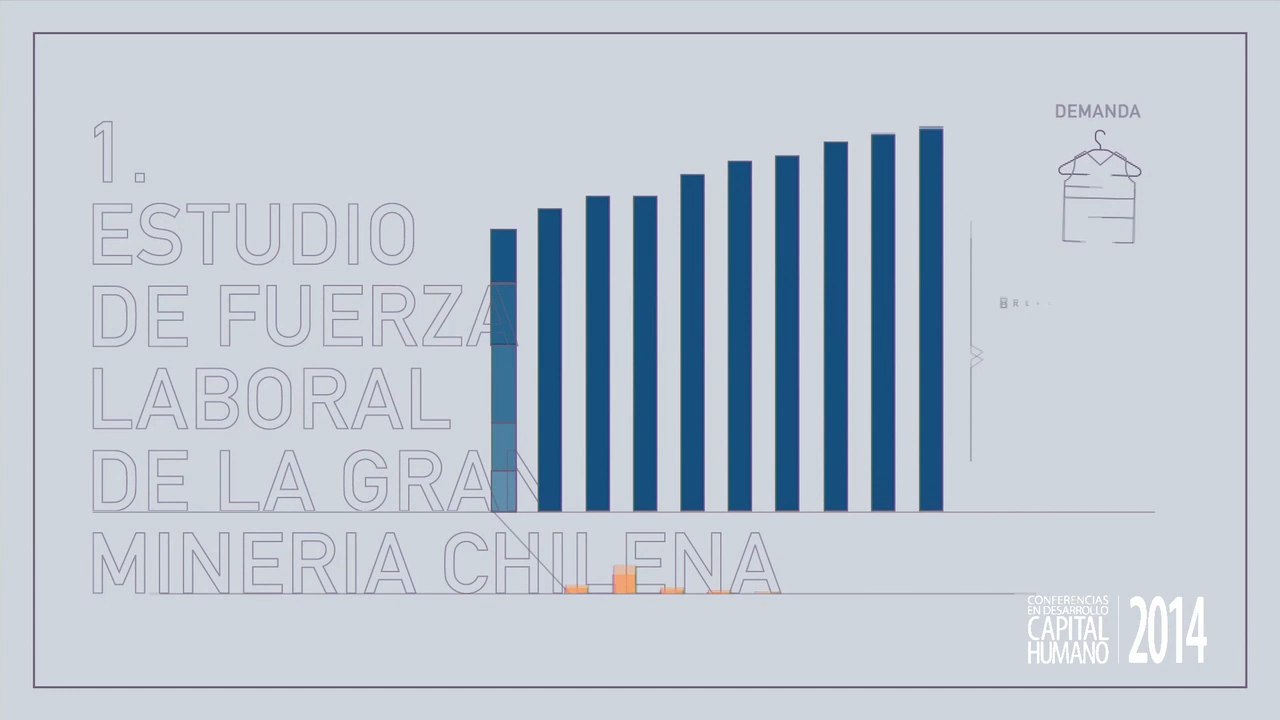 1.
ESTUDIO
DE FUERZA
LABORAL
DE LA GRAN
MINERIA CHILENA
DEMANDA
CONFERENCIAS
EN DESARROLLO
CAPITAL
HUMANO
2014